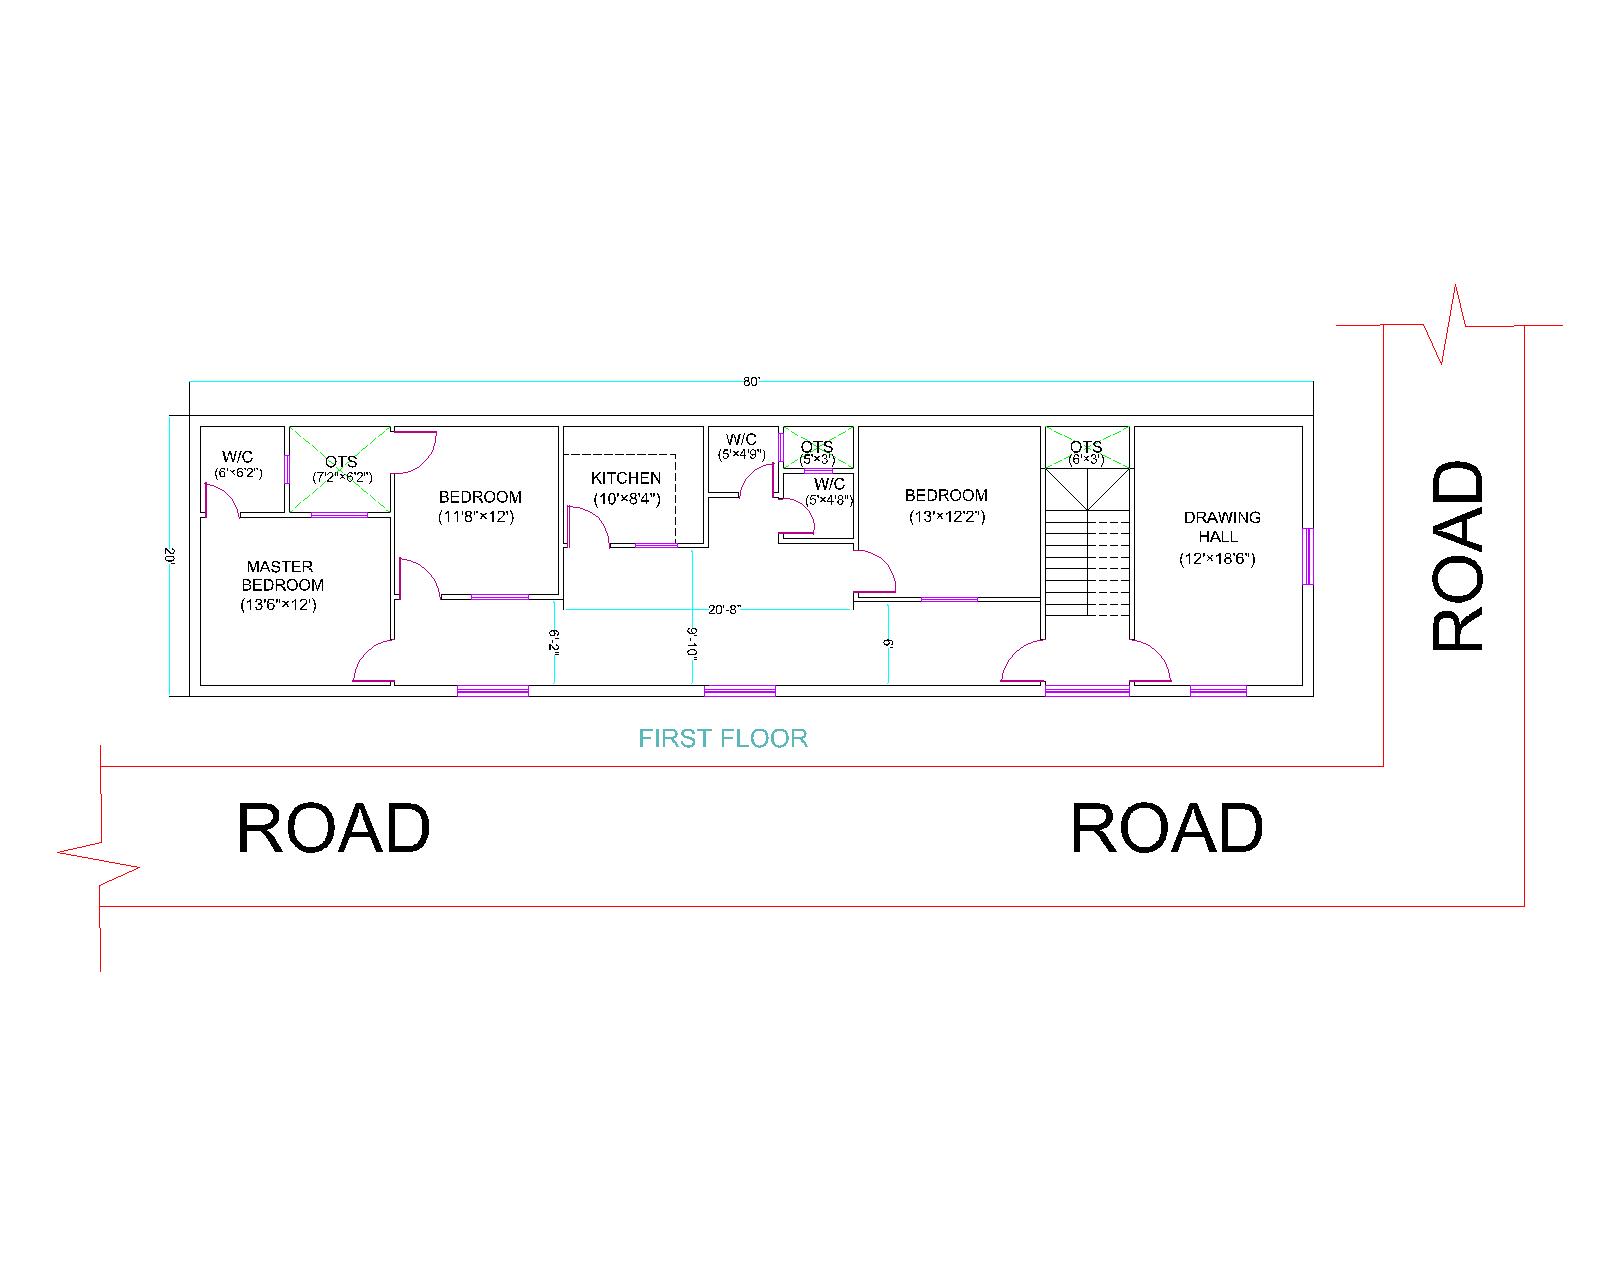 80'
20'
W/C
(6'×6'2")
OTS
(7'2"×6'2")
BEDROOM
(11'8"×12')
KITCHEN
(10'×8'4")
W/C
(5'×4'9")
OTS
(5'×3')
W/C
(5'×4'8")
BEDROOM
(13'×12'2")
OTS
(6'×3')
DRAWING
HALL
(12'×18'6")
MASTER
BEDROOM
(13'6"×12')
20'-8"
6'-2"
9'-10"
6'
FIRST FLOOR
ROAD
ROAD
ROAD